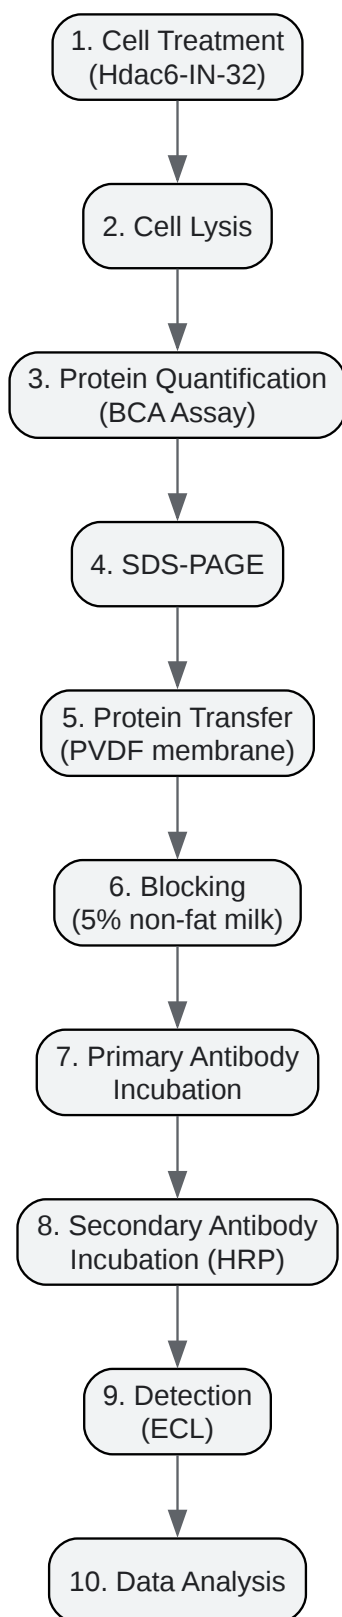 1. Cell Treatment
(Hdac6-IN-32)
2. Cell Lysis
3. Protein Quantification
(BCA Assay)
4. SDS-PAGE
5. Protein Transfer
(PVDF membrane)
6. Blocking
(5% non-fat milk)
7. Primary Antibody
Incubation
8. Secondary Antibody
Incubation (HRP)
9. Detection
(ECL)
10. Data Analysis